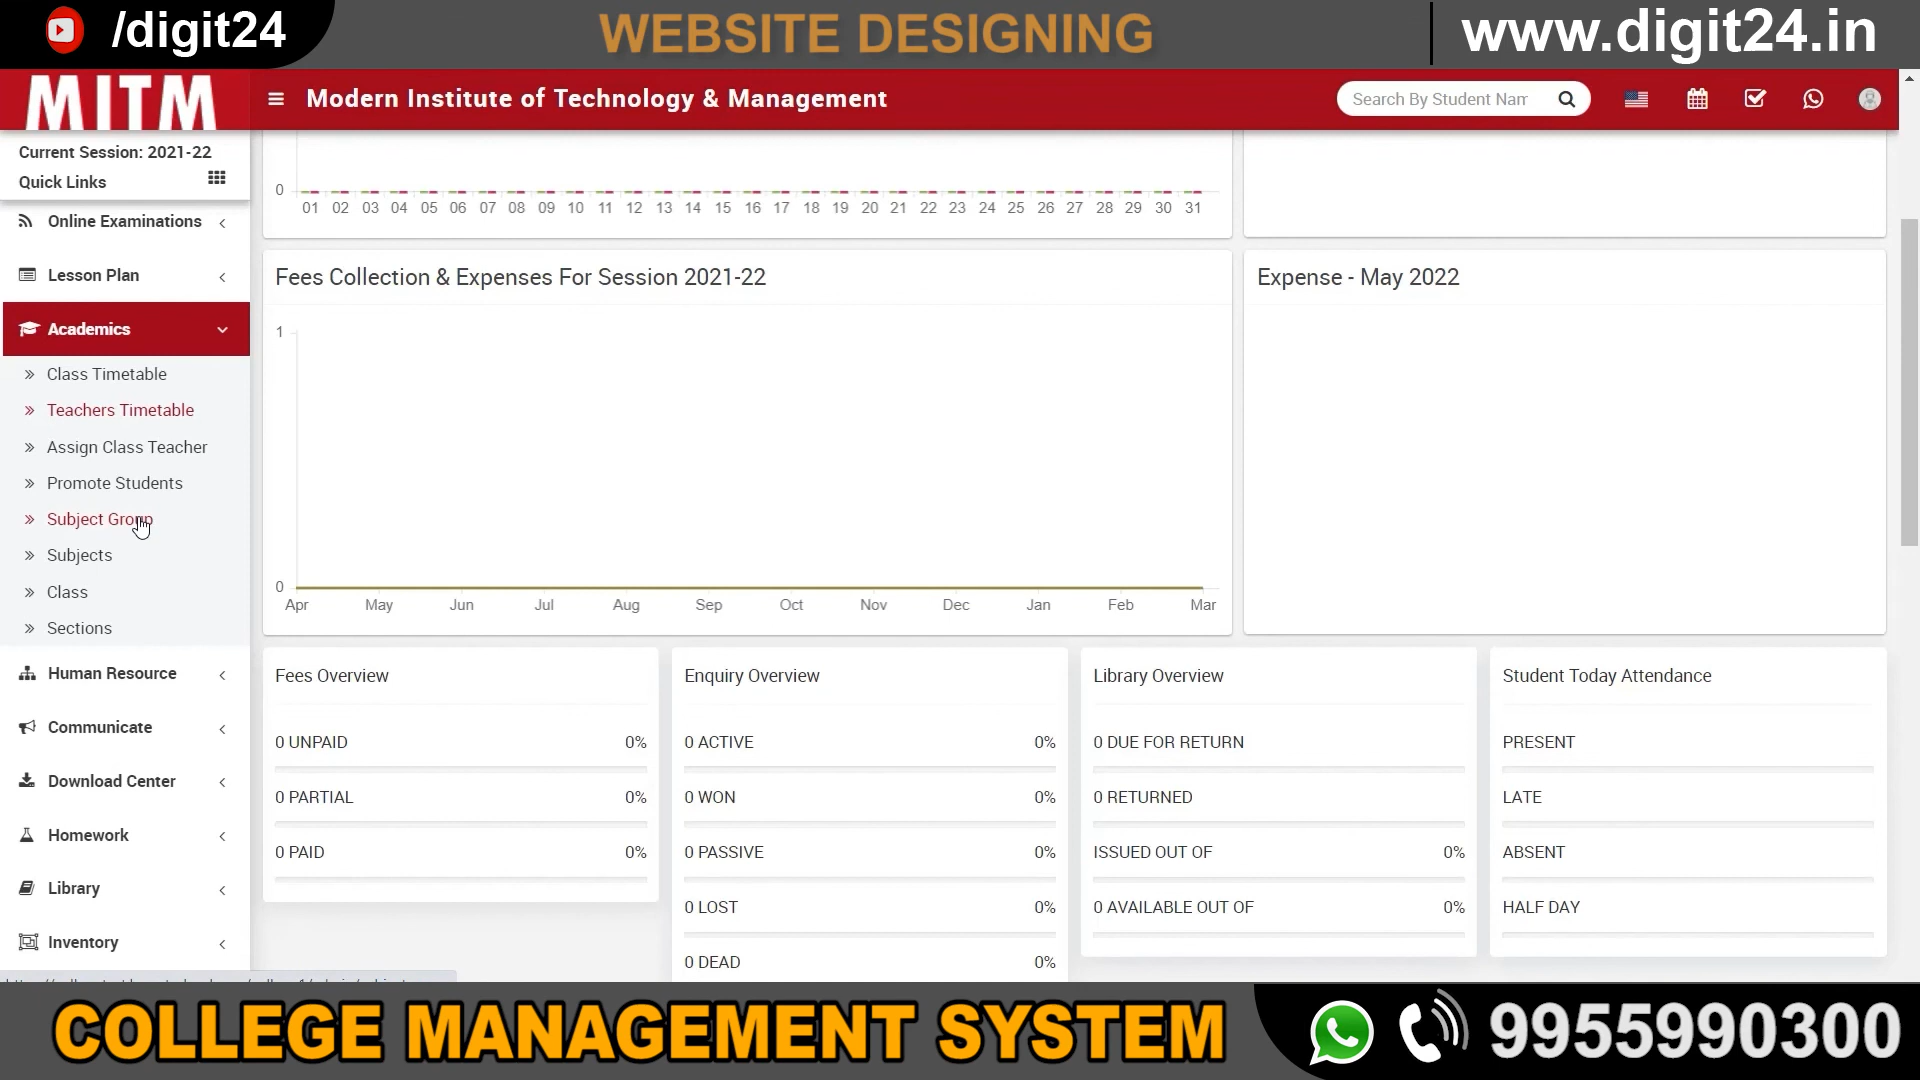 /digit24
WEBSITE DESIGNING
www.digit24.in
MITM
Modern Institute of Technology & Management
Search By Student Nam
Current Session: 2021-22
Quick Links
Online Examinations
Lesson Plan
Academics
Class Timetable
Teachers Timetable
Assign Class Teacher
Promote Students
Subject Group
Subjects
Class
Sections
Human Resource
Communicate
Download Center
Homework
Library
Inventory
0
01 02 03 04 05 06 07 08 09 10 11 12 13 14 15 16 17 18 19 20 21 22 23 24 25 26 27 28 29 30 31
Fees Collection & Expenses For Session 2021-22
1
0
Apr May Jun Jul Aug Sep Oct Nov Dec Jan Feb Mar
Expense - May 2022
Fees Overview
0 UNPAID 0%
0 PARTIAL 0%
0 PAID 0%
Enquiry Overview
0 ACTIVE 0%
0 WON 0%
0 PASSIVE 0%
0 LOST 0%
0 DEAD 0%
Library Overview
0 DUE FOR RETURN
0 RETURNED
ISSUED OUT OF 0%
0 AVAILABLE OUT OF 0%
Student Today Attendance
PRESENT
LATE
ABSENT
HALF DAY
COLLEGE MANAGEMENT SYSTEM
9955990300